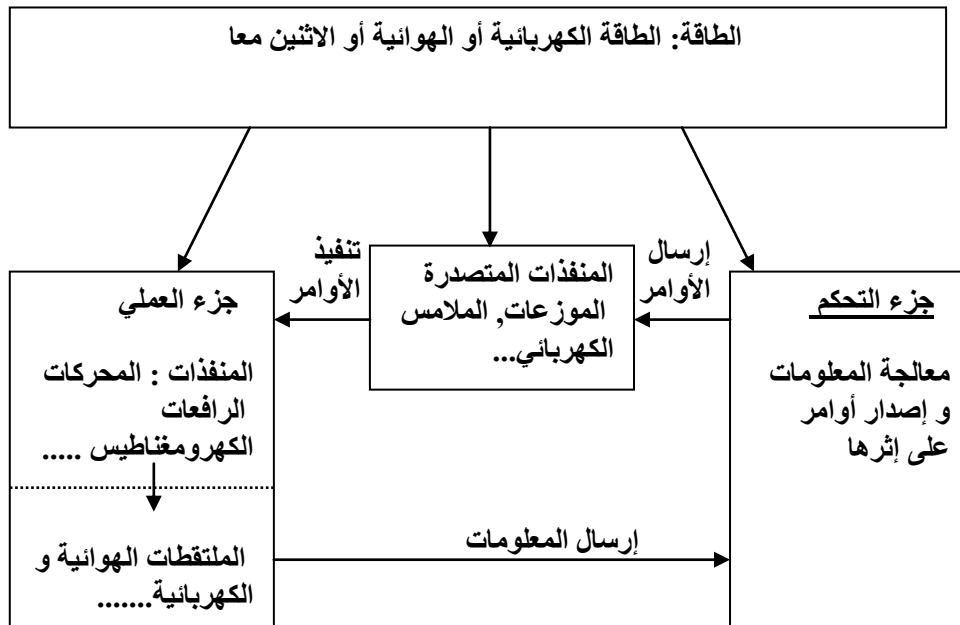 الطاقة: الطاقة الكهربائية أو الهوائية أو الاثنين معا
جزء التحكم
معالجة المعلومات
و إصدار أوامر
على إثرها
إرسال
الأوامر
المنفذات المتصدرة
الموزعات, الملامس
الكهربائي...
تنفيذ
الأوامر
جزء العملي
المنفذات : المحركات
الرافعات
الكهرومغناطيس .....
الملتقطات الهوائية و
الكهربائية.......
إرسال المعلومات